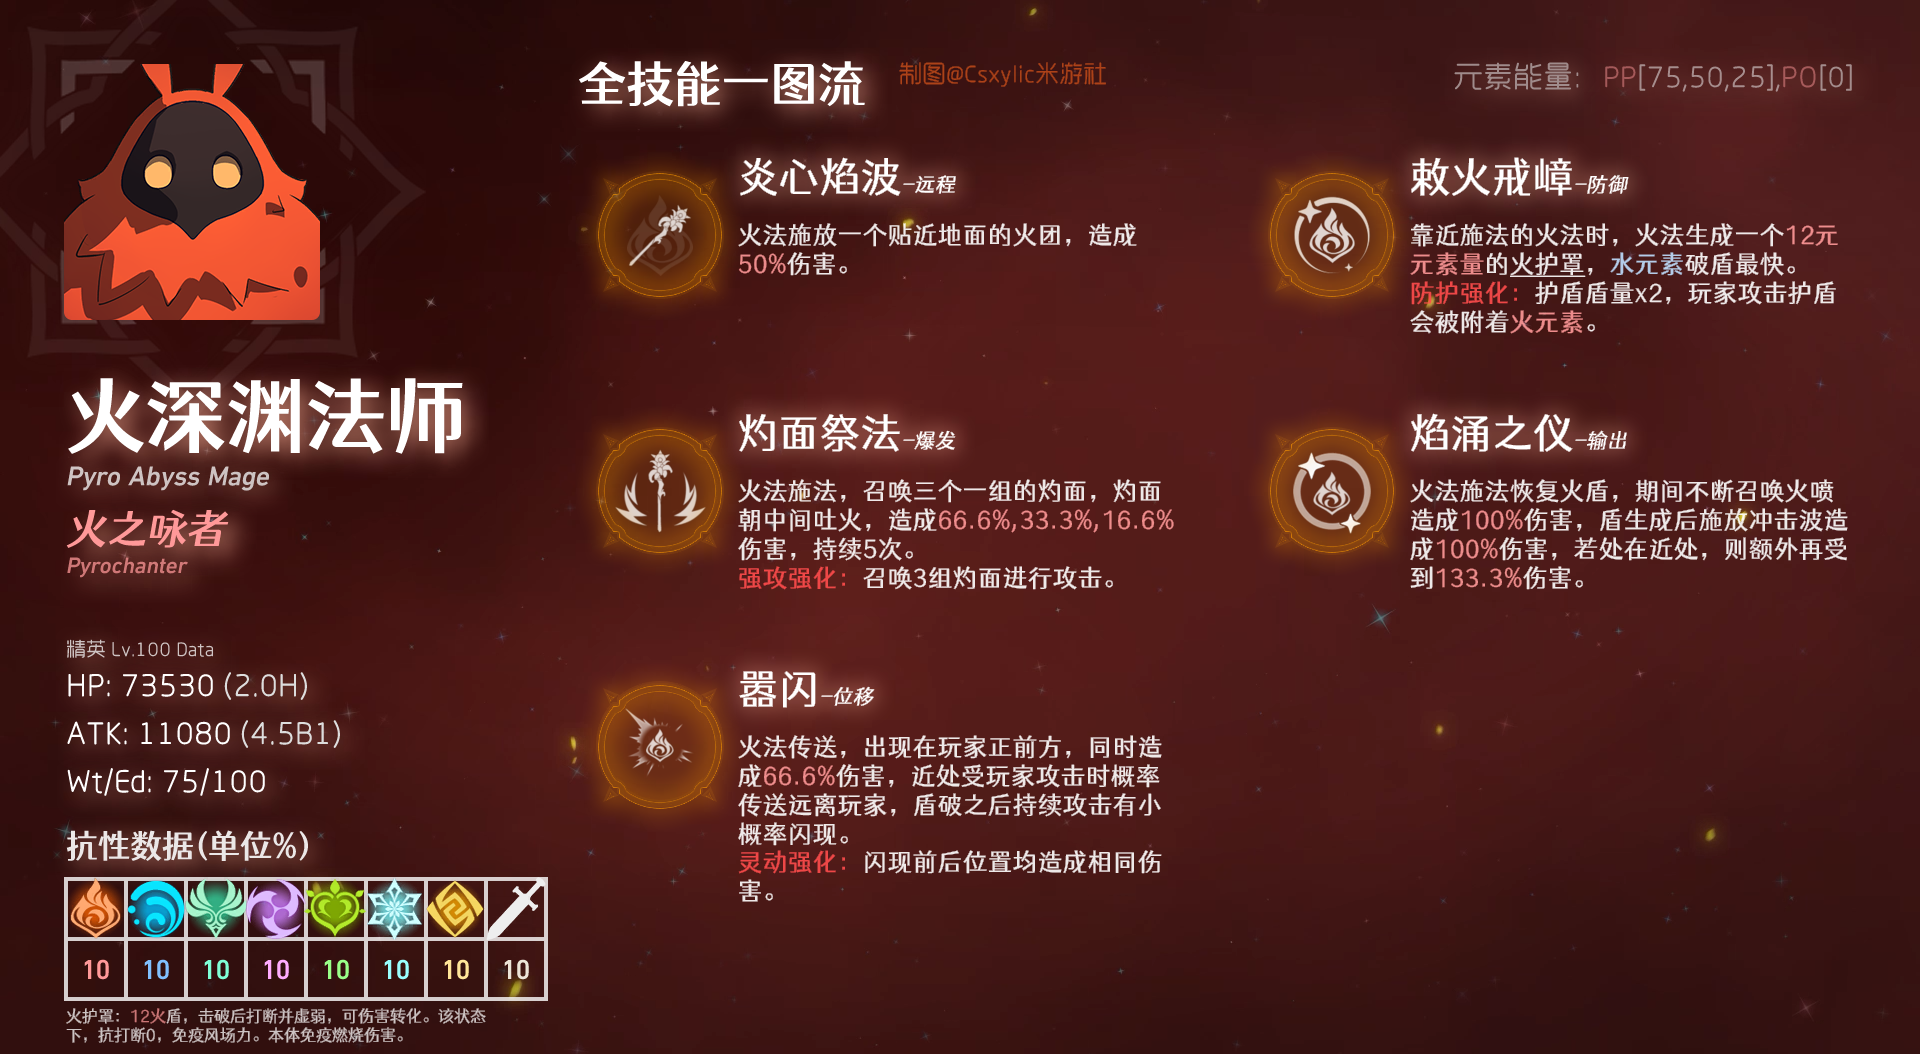 全技能一图流
制图@Csxylic米游社
元素能量: PP[75,50,25],PO[0]
火深渊法师
Pyro Abyss Mage
火之咏者
Pyrochanter
精英 Lv.100 Data
HP: 73530 (2.0H)
ATK: 11080 (4.5B1)
Wt/Ed: 75/100
抗性数据(单位%)
10 10 10 10 10 10 10 10
火护罩：12火盾，击破后打断并虚弱，可伤害转化。该状态
下，抗打断0，免疫风场力。本体免疫燃烧伤害。
炎心焰波–远程
火法施放一个贴近地面的火团，造成
50%伤害。
灼面祭法–爆发
火法施法，召唤三个一组的灼面，灼面
朝中间吐火，造成66.6%,33.3%,16.6%
伤害，持续5次。
强攻强化：召唤3组灼面进行攻击。
嚣闪–位移
火法传送，出现在玩家正前方，同时造
成66.6%伤害，近处受玩家攻击时概率
传送远离玩家，盾破之后持续攻击有小
概率闪现。
灵动强化：闪现前后位置均造成相同伤
害。
敕火戒嶂–防御
靠近施法的火法时，火法生成一个12元
元素量的火护罩，水元素破盾最快。
防护强化：护盾盾量x2，玩家攻击护盾
会被附着火元素。
焰涌之仪–输出
火法施法恢复火盾，期间不断召唤火喷
造成100%伤害，盾生成后施放冲击波造
成100%伤害，若处在近处，则额外再受
到133.3%伤害。